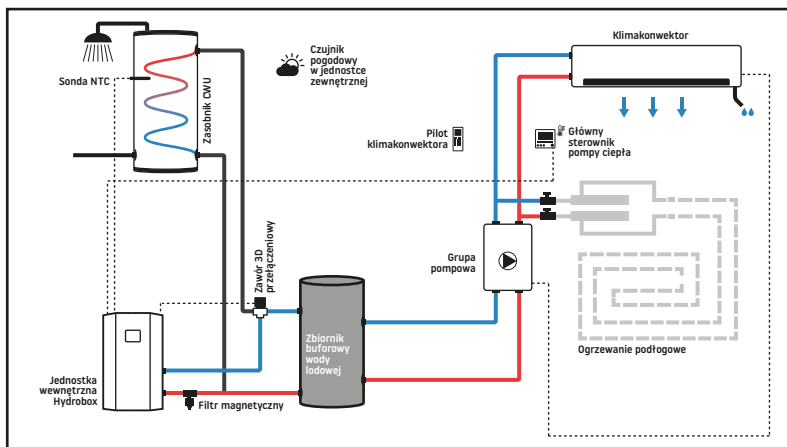 Klimakonwektor
Czujnik
pogodowy
w jednostce
zewnętrznej
Sonda NTC
Zasobnik CWU
Pilot
klimakonwektora
Główny
sterownik
pompy ciepła
Zawór 3D
przełączeniowy
Grupa
pompowa
Zbiornik
buforowy
wody
lodowej
Ogrzewanie podłogowe
Jednostka
wewnętrzna
Hydrobox
Filtr magnetyczny